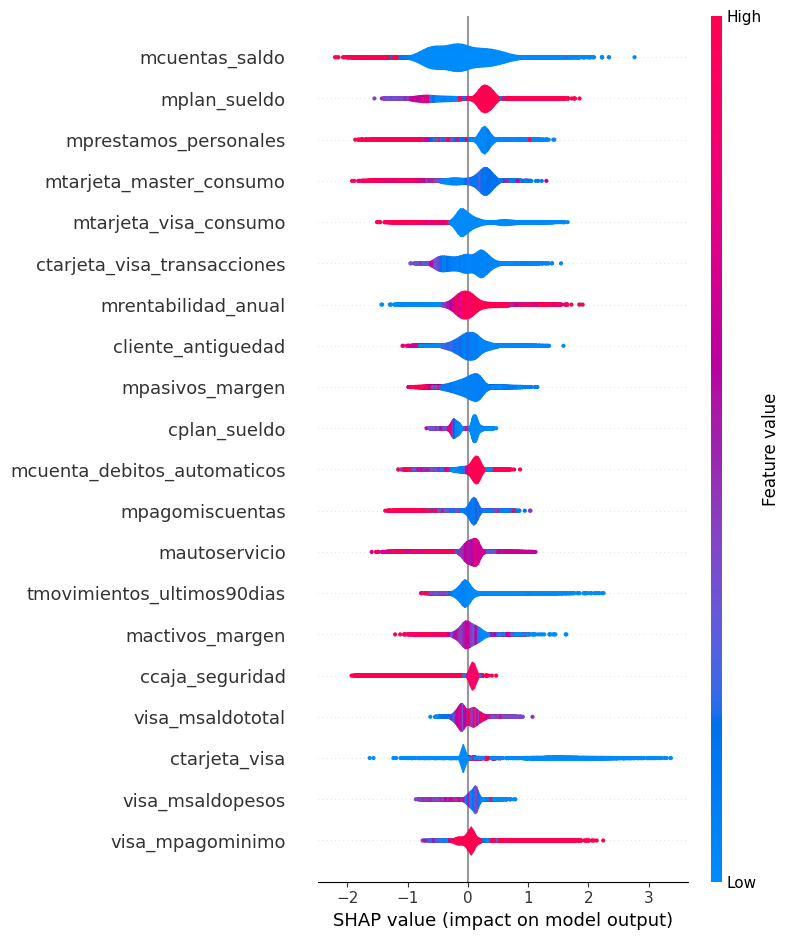 High
mcuentas_saldo
mplan_sueldo
mprestamos_personales
mtarjeta_master_consumo
mtarjeta_visa_consumo
ctarjeta_visa_transacciones
mrentabilidad_anual
cliente_antiguedad
mpasivos_margen
cplan_sueldo
mcuenta_debitos_automaticos
mpagomiscuentas
mautoservicio
tmovimientos_ultimos90dias
mactivos_margen
ccaja_seguridad
visa_msaldototal
ctarjeta_visa
visa_msaldopesos
visa_mpagominimo
Feature value
Low
−2 −1 0 1 2 3
SHAP value (impact on model output)